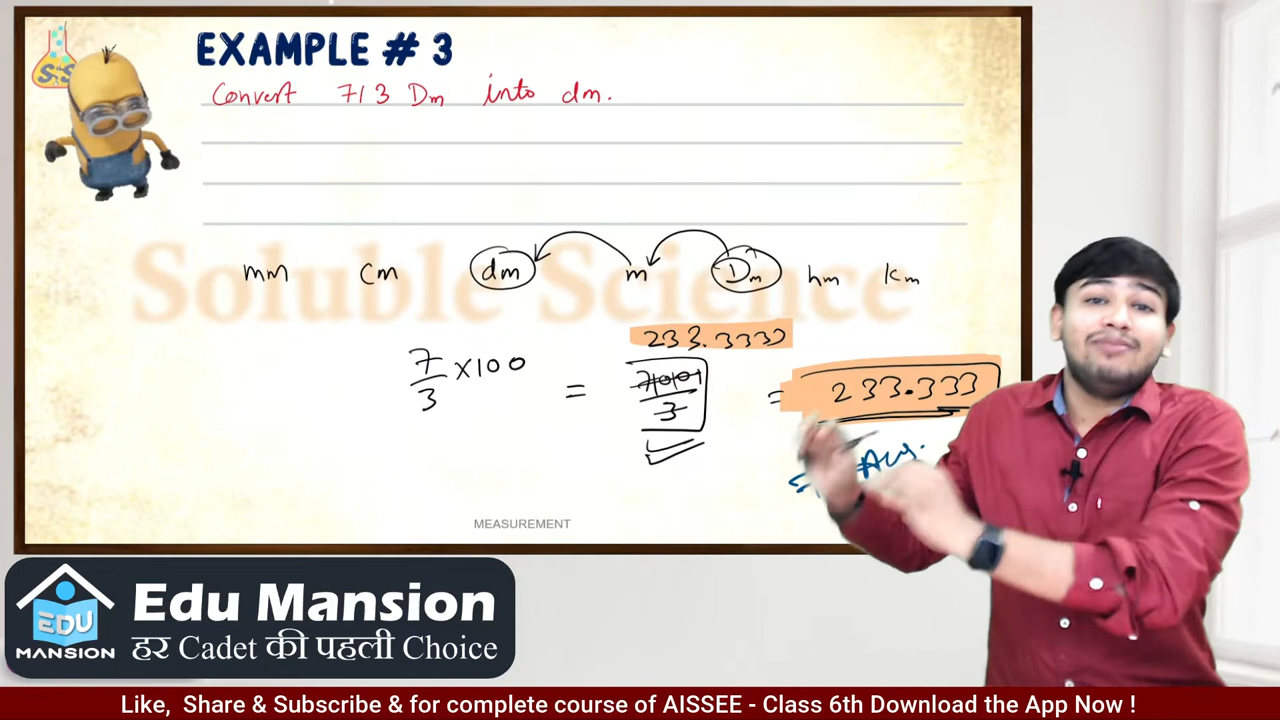 S&S
EXAMPLE # 3
Convert 7/3 Dm into dm.
Soluble Science
mm cm dm m Dm hm km
233.3333
7/3 × 100 = 700/3 = 233.333
Ans.
MEASUREMENT
EDU
MANSION
Edu Mansion
हर Cadet की पहली Choice
Like, Share & Subscribe & for complete course of AISSEE - Class 6th Download the App Now !